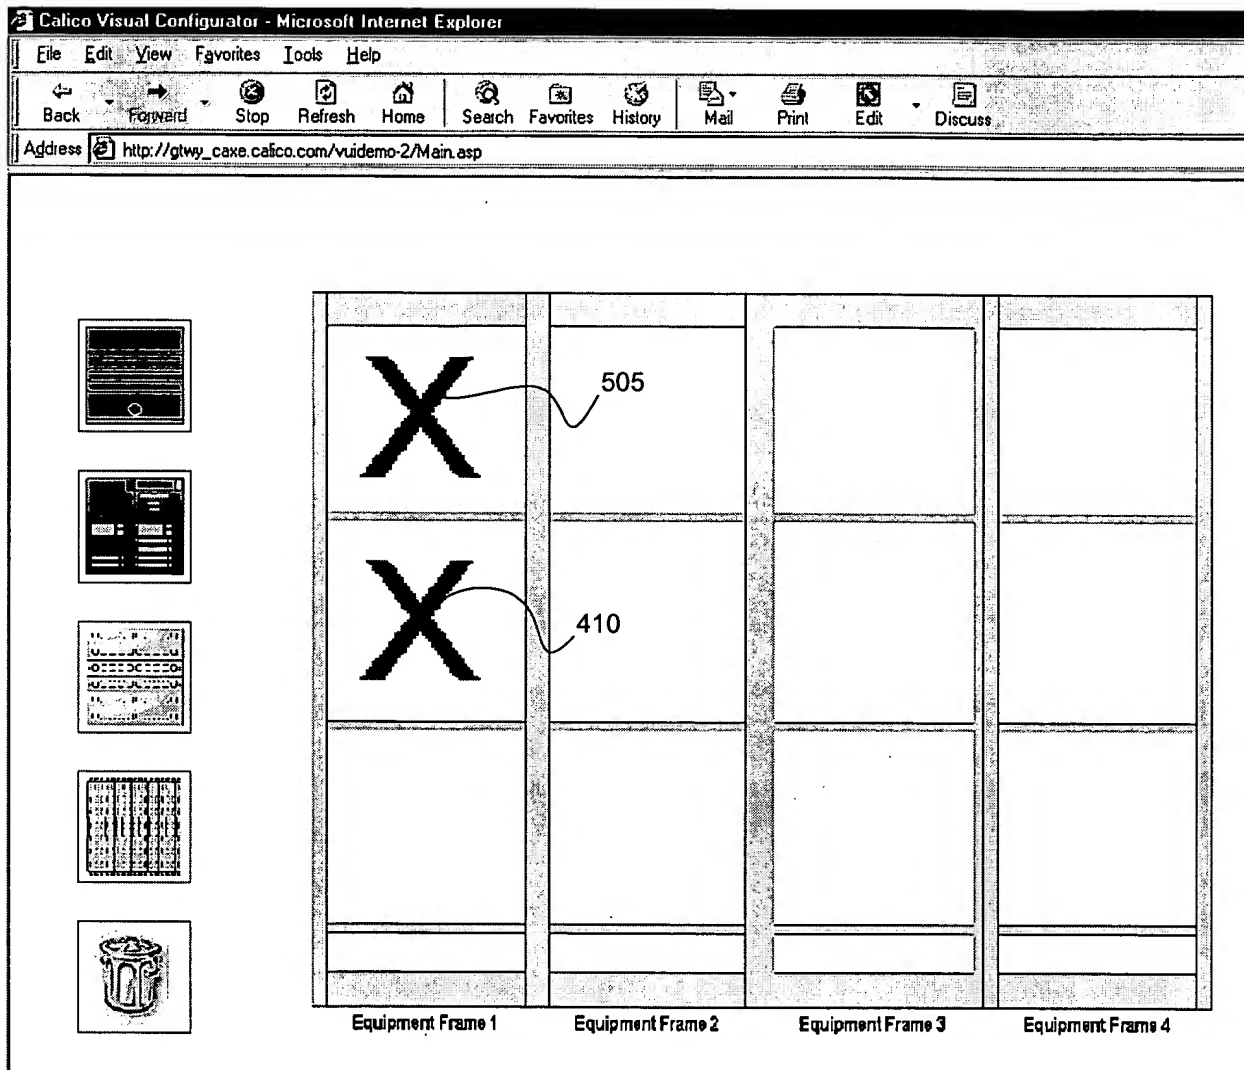 Calico Visual Configurator - Microsoft Internet Explorer
File Edit View Favorites Tools Help
Back Forward Stop Refresh Home Search Favorites History Mail Print Edit Discuss
Address http://gtwy_caxe.calico.com/vuidemo-2/Main.asp
505
410
Equipment Frame 1 Equipment Frame 2 Equipment Frame 3 Equipment Frame 4